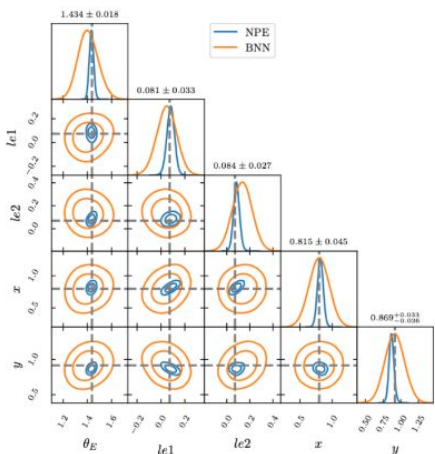 1.434 ± 0.018
NPE
BNN
0.081 ± 0.033
le1
0.2
0.0
−0.2
0.084 ± 0.027
le2
0.4
0.2
0.0
0.815 ± 0.045
x
1.0
0.5
0.869 +0.033 −0.036
y
1.0
0.5
1.2 1.4 1.6 −0.2 0.0 0.2 0.0 0.2 0.4 0.5 1.0 0.50 0.75 1.00 1.25
θE le1 le2 x y